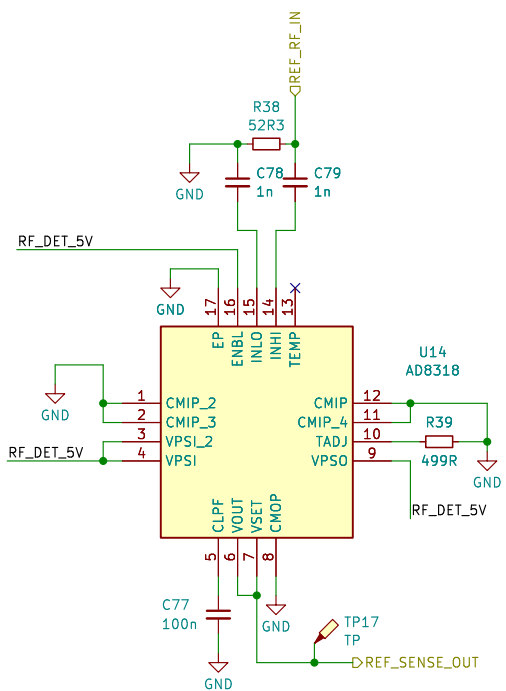 REF_RF_IN
R38
52R3
C78
1n
C79
1n
GND
RF_DET_5V
GND
17
16
15
14
13
EP
ENBL
INLO
INHI
TEMP
U14
AD8318
GND
1
CMIP_2
2
CMIP_3
3
VPSI_2
4
VPSI
RF_DET_5V
CMIP
12
CMIP_4
11
TADJ
10
VPSO
9
R39
499R
GND
RF_DET_5V
CLPF
VOUT
VSET
CMOP
5
6
7
8
C77
100n
GND
GND
TP17
TP
REF_SENSE_OUT